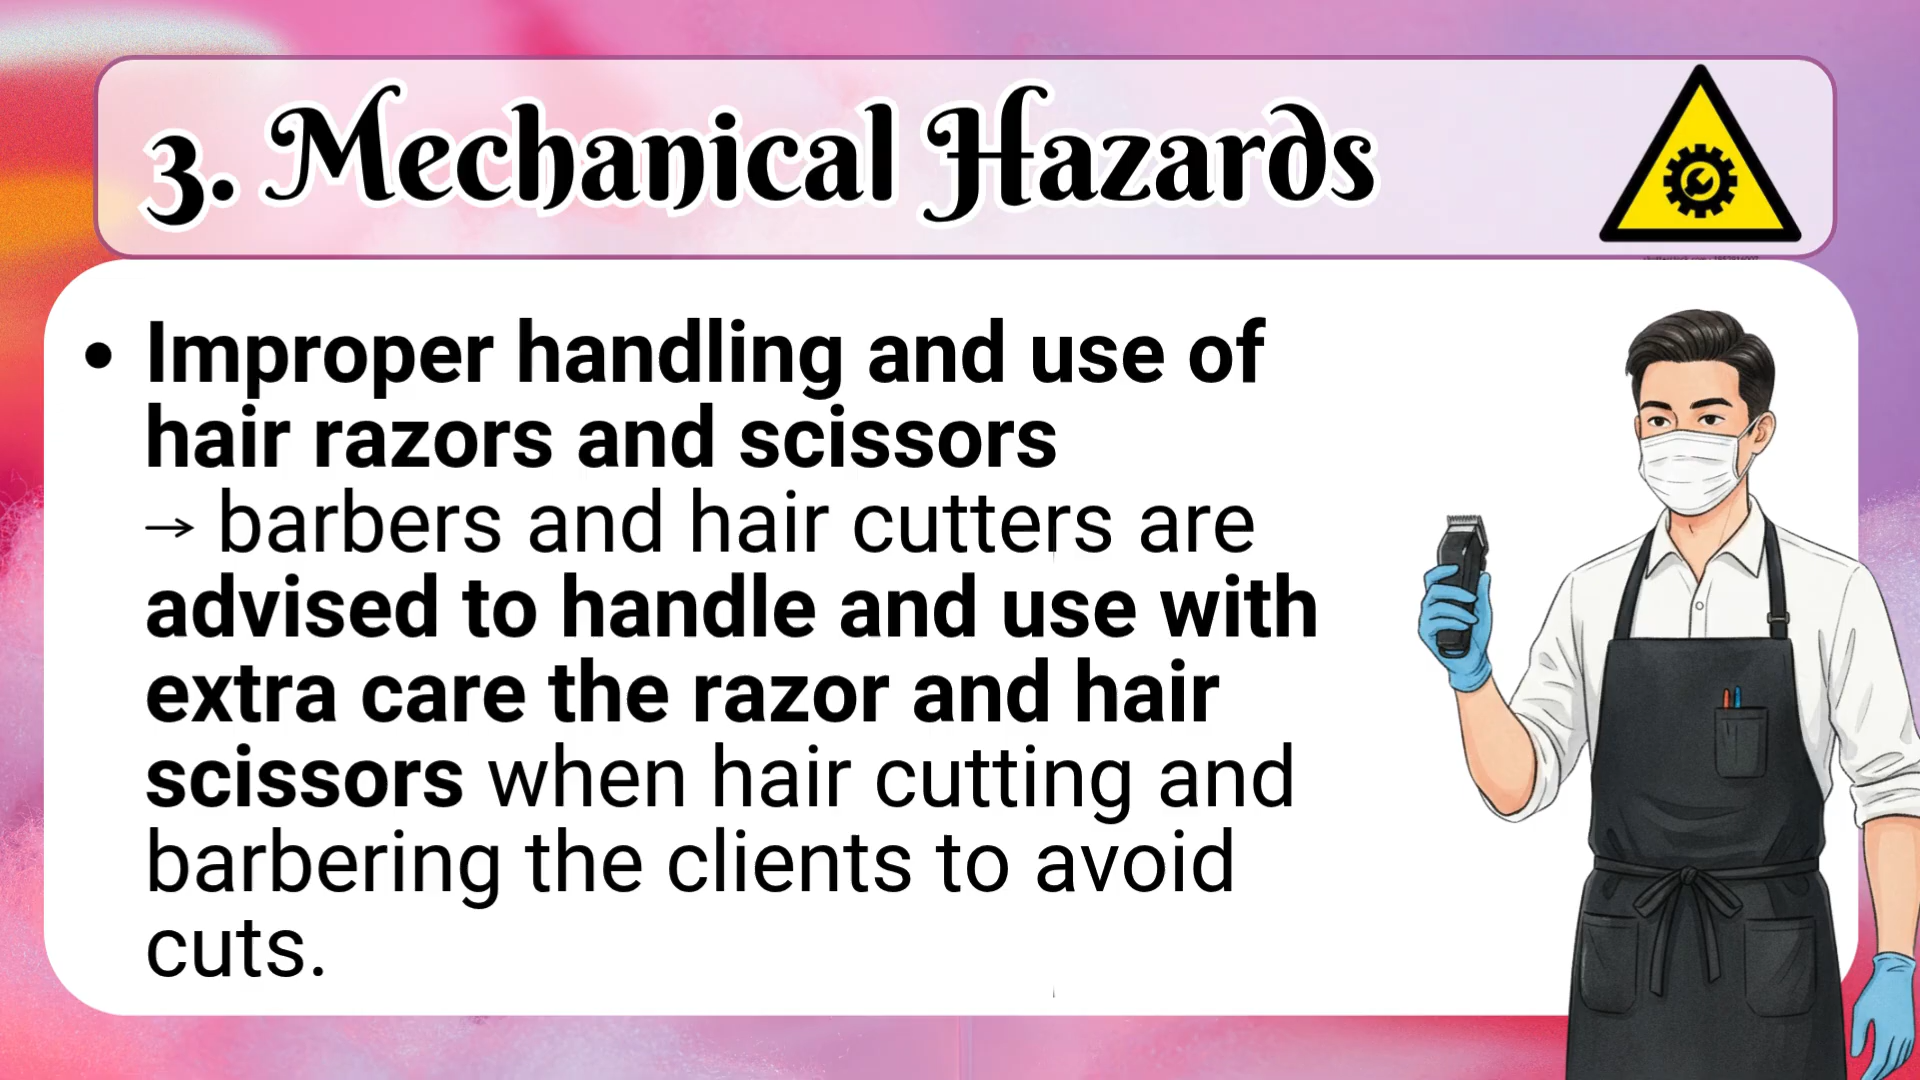 3. Mechanical Hazards
• Improper handling and use of
hair razors and scissors
→ barbers and hair cutters are
advised to handle and use with
extra care the razor and hair
scissors when hair cutting and
barbering the clients to avoid
cuts.